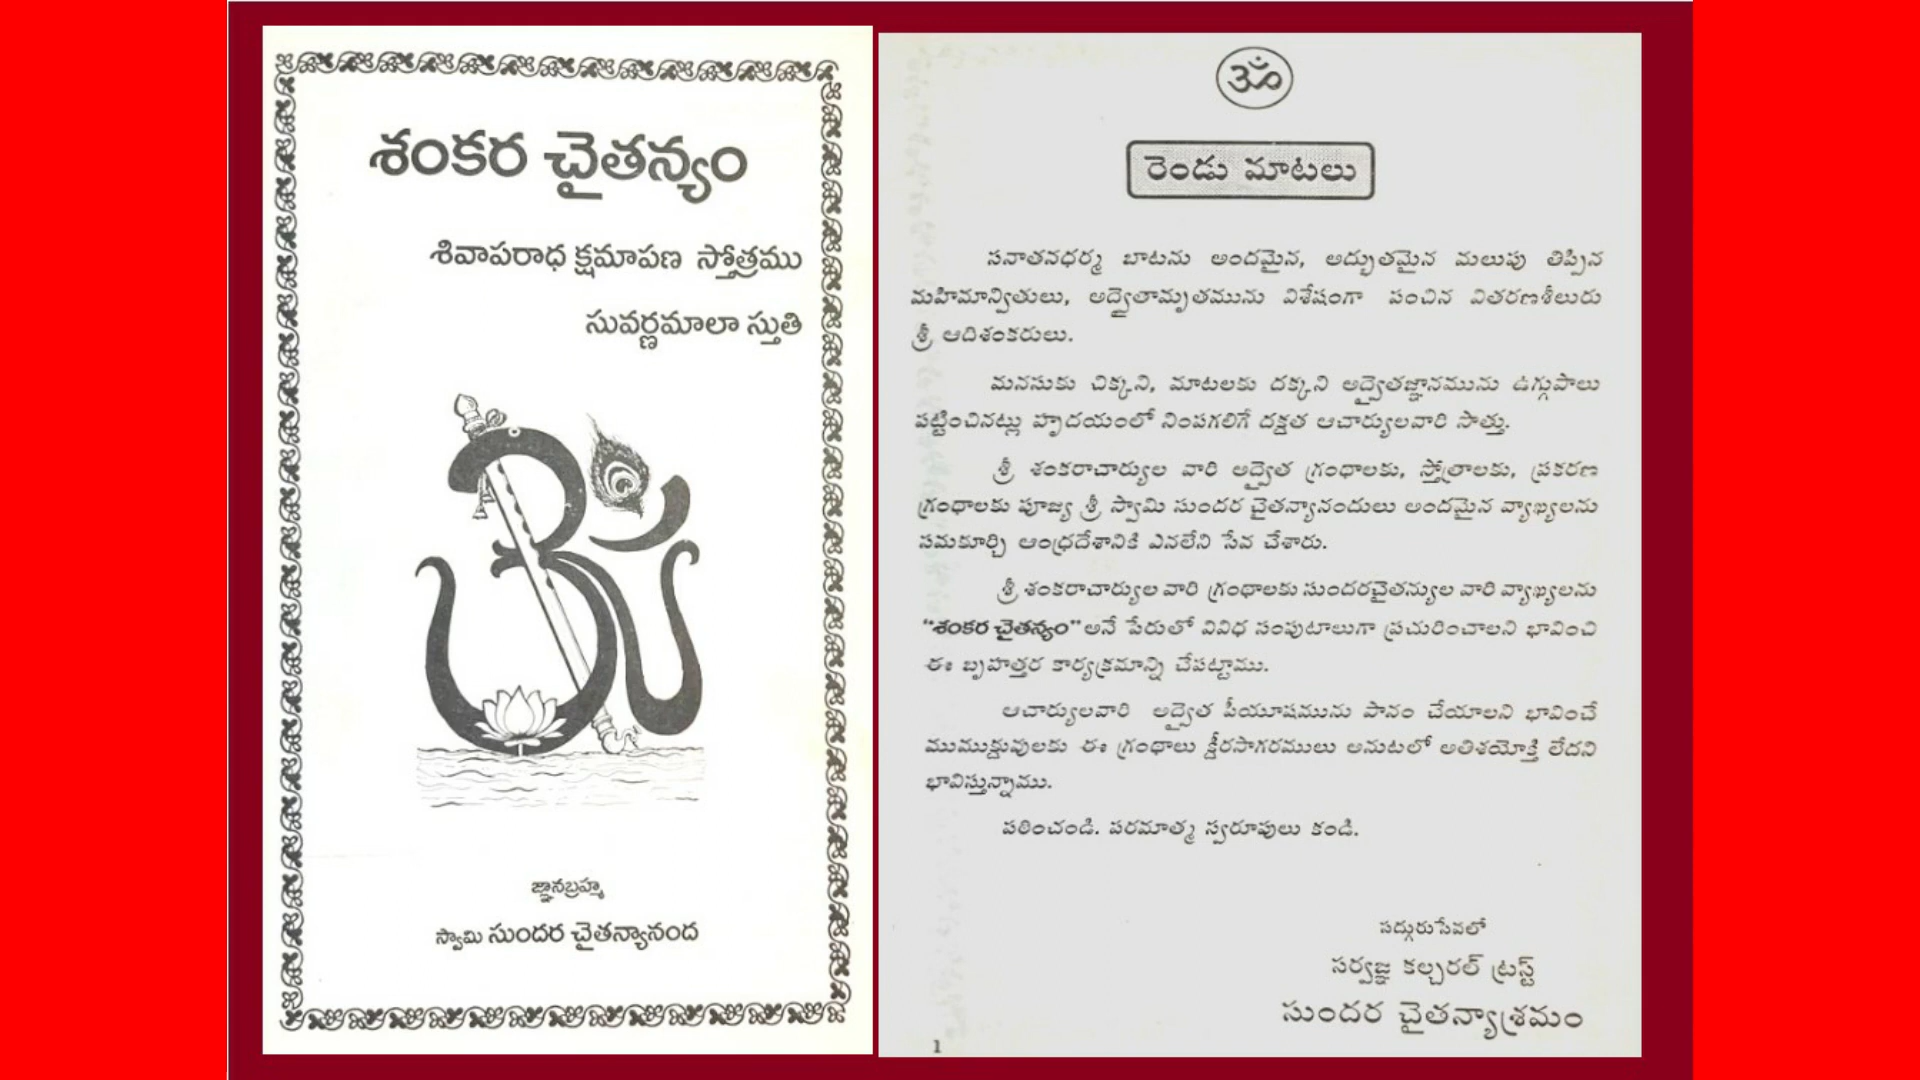 శంకర చైతన్యం
శివాపరాధ క్షమాపణ స్తోత్రము
సువర్ణమాలా స్తుతి
జ్ఞానబ్రహ్మ
స్వామి సుందర చైతన్యానంద
ॐ
రెండు మాటలు
సనాతనధర్మ బాటను అందమైన, అద్భుతమైన మలుపు తిప్పిన
మహిమాన్వితులు, అద్వైతామృతమును విశేషంగా పంచిన వితరణశీలురు
శ్రీ ఆదిశంకరులు.
మనసుకు చిక్కని, మాటలకు దక్కని అద్వైతజ్ఞానమును ఉగ్గుపాలు
పట్టించినట్లు హృదయంలో నింపగలిగే దక్షత ఆచార్యులవారి సొత్తు.
శ్రీ శంకరాచార్యుల వారి అద్వైత గ్రంథాలకు, స్తోత్రాలకు, ప్రకరణ
గ్రంథాలకు పూజ్య శ్రీ స్వామి సుందర చైతన్యానందులు అందమైన వ్యాఖ్యలను
సమకూర్చి ఆంధ్రదేశానికి ఎనలేని సేవ చేశారు.
శ్రీ శంకరాచార్యుల వారి గ్రంథాలకు సుందరచైతన్యుల వారి వ్యాఖ్యలను
"శంకర చైతన్యం" అనే పేరుతో వివిధ సంపుటాలుగా ప్రచురించాలని భావించి
ఈ బృహత్తర కార్యక్రమాన్ని చేపట్టాము.
ఆచార్యులవారి అద్వైత పీయూషమును పానం చేయాలని భావించే
ముముక్షువులకు ఈ గ్రంథాలు క్షీరసాగరములు అనుటలో అతిశయోక్తి లేదని
భావిస్తున్నాము.
పఠించండి. పరమాత్మ స్వరూపులు కండి.
సద్గురుసేవలో
సర్వజ్ఞ కల్చరల్ ట్రస్ట్
సుందర చైతన్యాశ్రమం
1